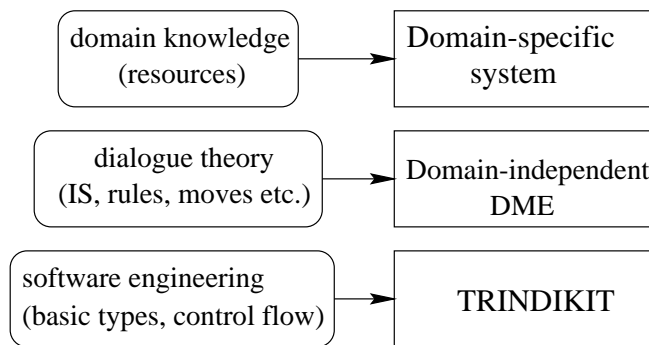 domain knowledge
(resources)
Domain-specific
system
dialogue theory
(IS, rules, moves etc.)
Domain-independent
DME
software engineering
(basic types, control flow)
TRINDIKIT